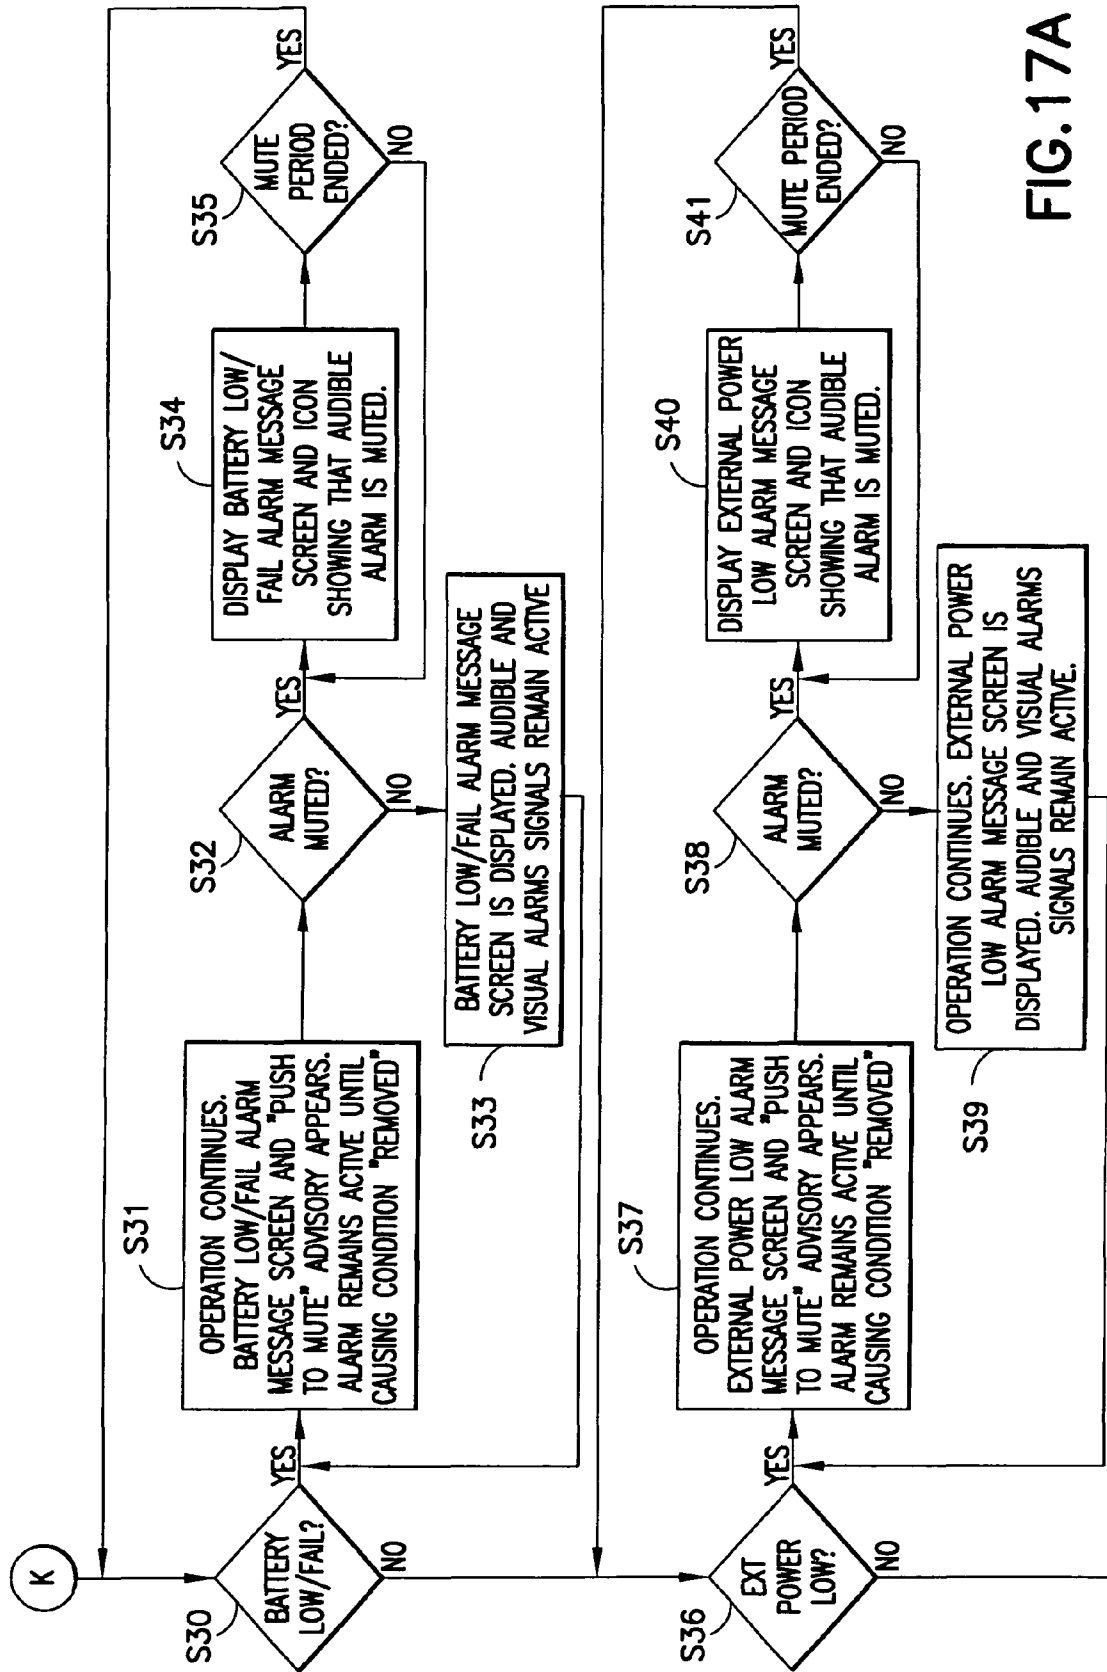 K
S30
BATTERY
LOW/FAIL?
YES
NO
S31
OPERATION CONTINUES.
BATTERY LOW/FAIL ALARM
MESSAGE SCREEN AND "PUSH
TO MUTE" ADVISORY APPEARS.
ALARM REMAINS ACTIVE UNTIL
CAUSING CONDITION "REMOVED"
S32
ALARM
MUTED?
YES
NO
S33
BATTERY LOW/FAIL ALARM MESSAGE
SCREEN IS DISPLAYED. AUDIBLE AND
VISUAL ALARMS SIGNALS REMAIN ACTIVE
S34
DISPLAY BATTERY LOW/
FAIL ALARM MESSAGE
SCREEN AND ICON
SHOWING THAT AUDIBLE
ALARM IS MUTED.
S35
MUTE
PERIOD
ENDED?
YES
NO
S36
EXT
POWER
LOW?
YES
NO
S37
OPERATION CONTINUES.
EXTERNAL POWER LOW ALARM
MESSAGE SCREEN AND "PUSH
TO MUTE" ADVISORY APPEARS.
ALARM REMAINS ACTIVE UNTIL
CAUSING CONDITION "REMOVED"
S38
ALARM
MUTED?
YES
NO
S39
OPERATION CONTINUES. EXTERNAL POWER
LOW ALARM MESSAGE SCREEN IS
DISPLAYED. AUDIBLE AND VISUAL ALARMS
SIGNALS REMAIN ACTIVE.
S40
DISPLAY EXTERNAL POWER
LOW ALARM MESSAGE
SCREEN AND ICON
SHOWING THAT AUDIBLE
ALARM IS MUTED.
S41
MUTE PERIOD
ENDED?
YES
NO
FIG.17A